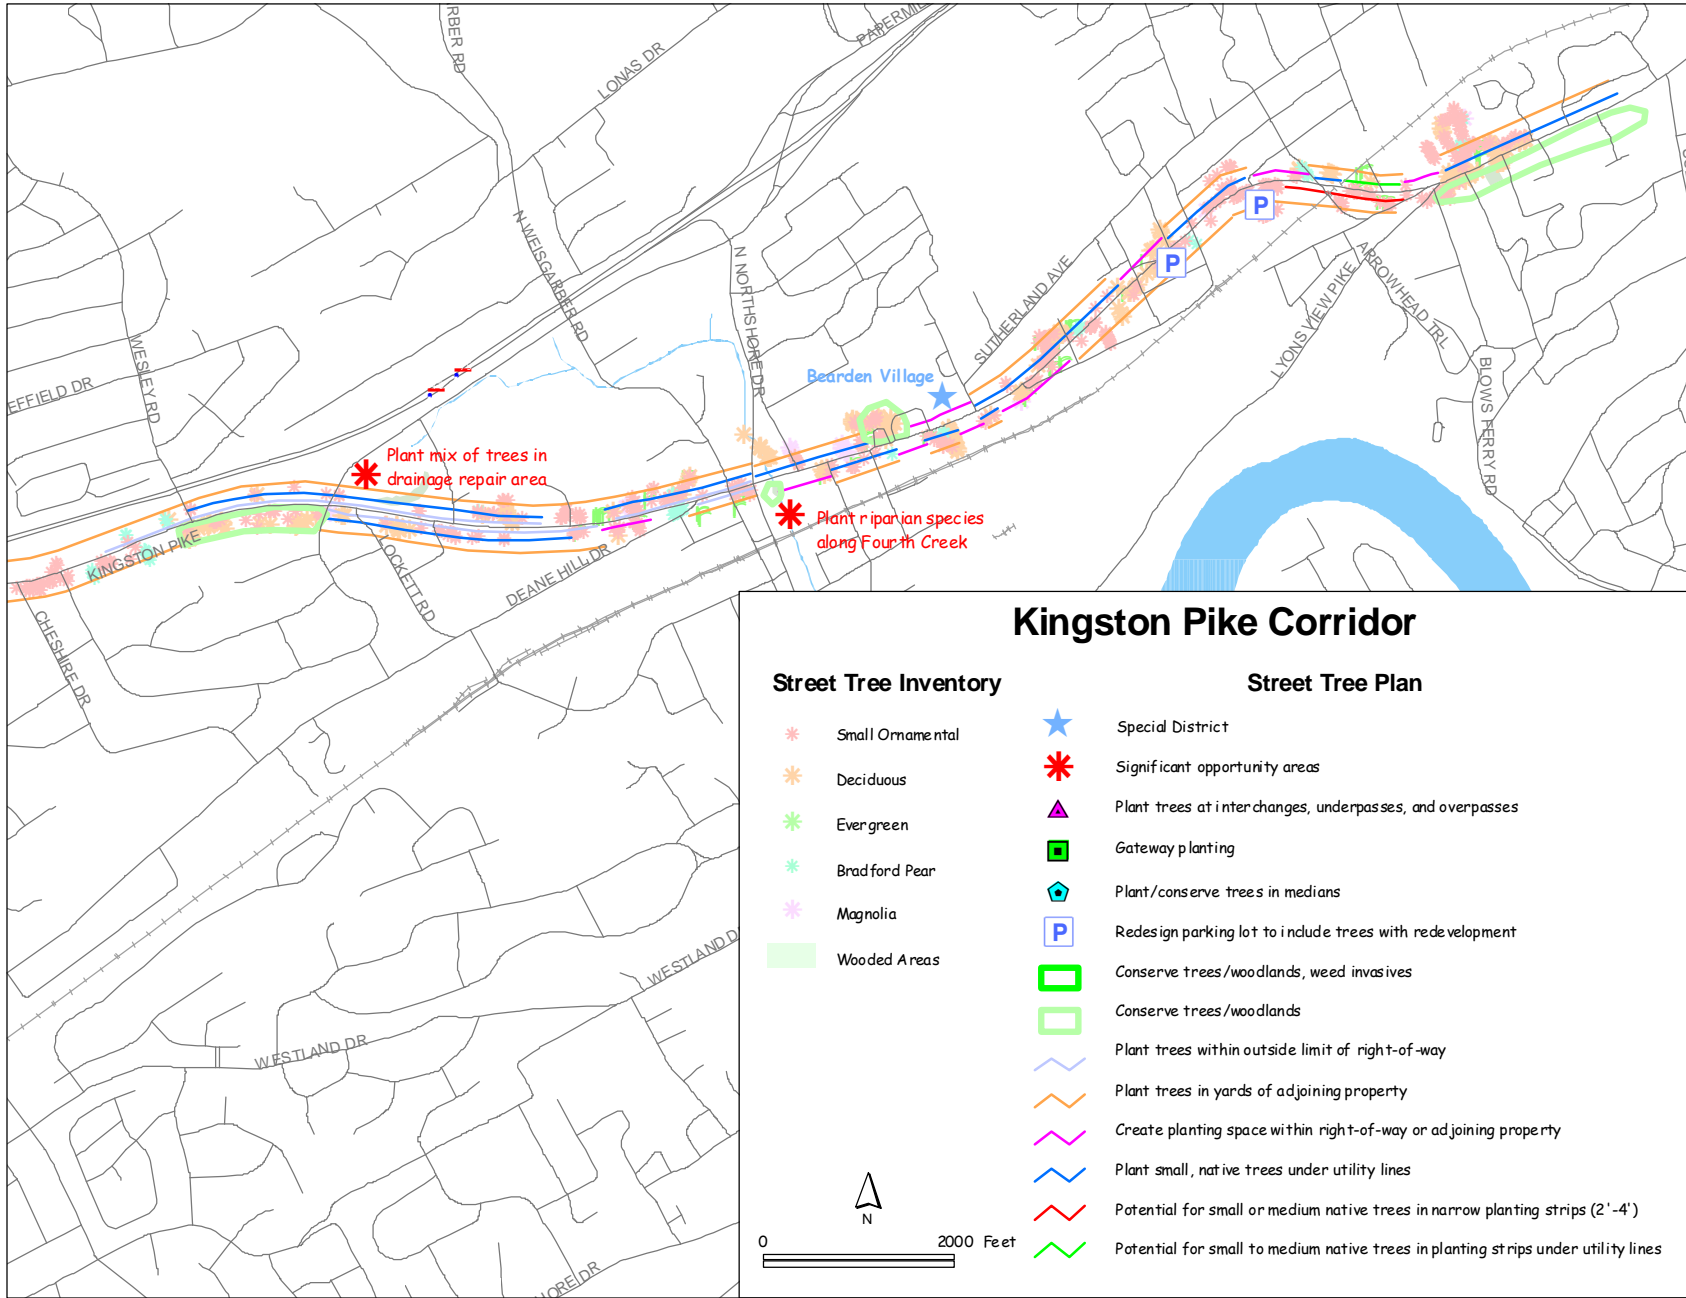 RBER RD
LONAS DR
PAPERMIL
N WEISGARBER RD
N NORTHSHORE DR
SUTHERLAND AVE
LYONS VIEW PIKE
ARROWHEAD TRL
BLOWS FERRY RD
WESLEY RD
EFFIELD DR
P
P
Bearden Village
Plant mix of trees in
drainage repair area
Plant riparian species
along Fourth Creek
KINGSTON PIKE
LOCKETT RD
DEANE HILL DR
CHESHIRE DR
WESTLAND D
WESTLAND DR
HORE DR
Kingston Pike Corridor
Street Tree Inventory
Small Ornamental
Deciduous
Evergreen
Bradford Pear
Magnolia
Wooded Areas
Street Tree Plan
Special District
Significant opportunity areas
Plant trees at interchanges, underpasses, and overpasses
Gateway planting
Plant/conserve trees in medians
P
Redesign parking lot to include trees with redevelopment
Conserve trees/woodlands, weed invasives
Conserve trees/woodlands
Plant trees within outside limit of right-of-way
Plant trees in yards of adjoining property
Create planting space within right-of-way or adjoining property
Plant small, native trees under utility lines
Potential for small or medium native trees in narrow planting strips (2'-4')
Potential for small to medium native trees in planting strips under utility lines
N
0 2000 Feet